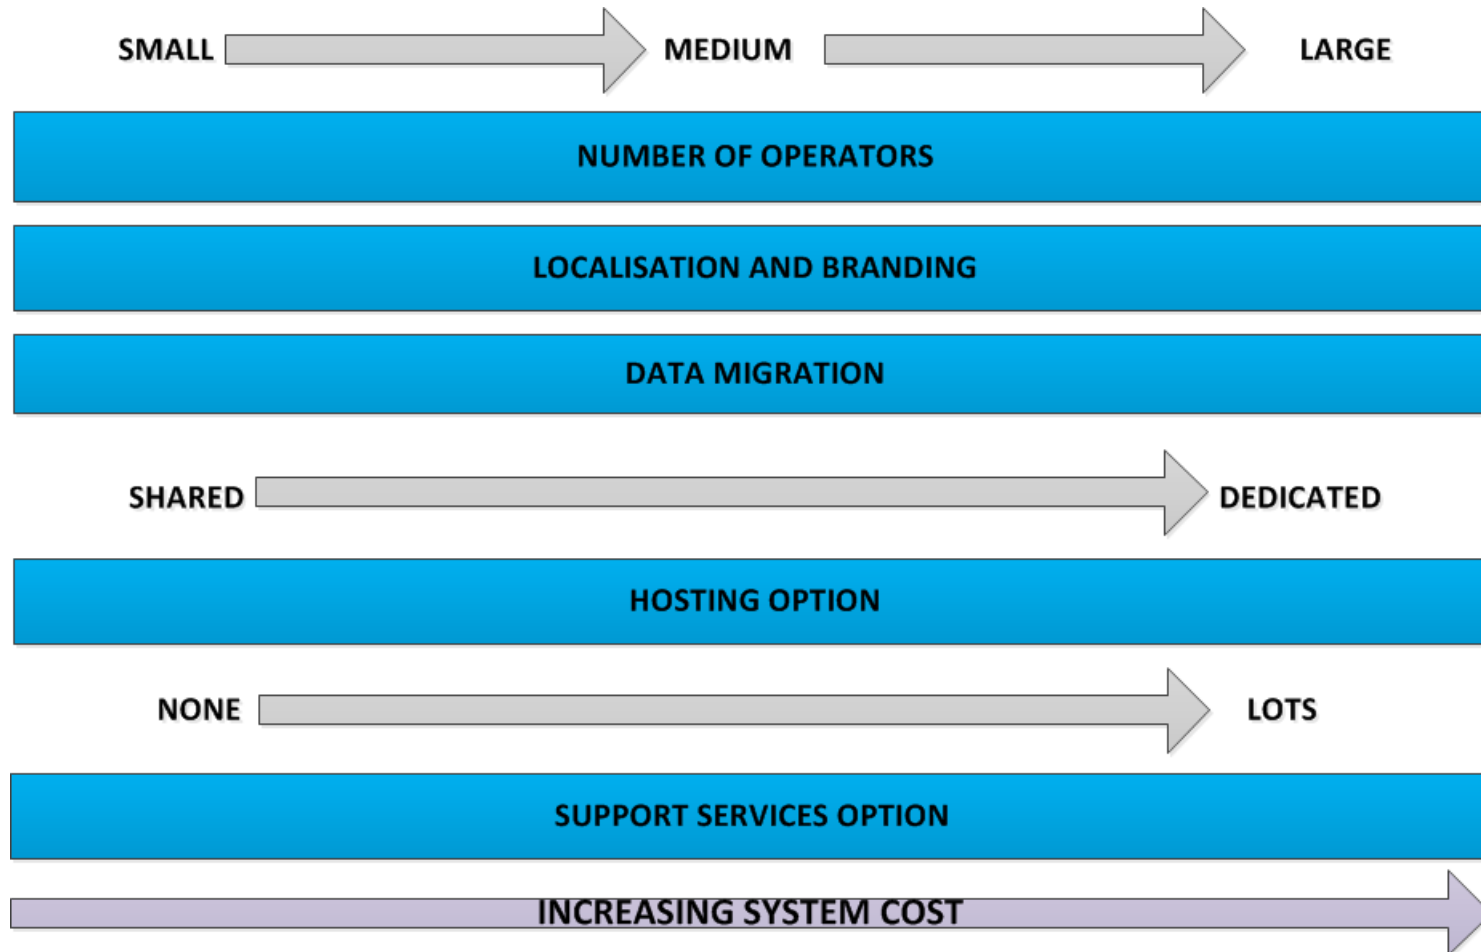 SMALL MEDIUM LARGE
NUMBER OF OPERATORS
LOCALISATION AND BRANDING
DATA MIGRATION
SHARED DEDICATED
HOSTING OPTION
NONE LOTS
SUPPORT SERVICES OPTION
INCREASING SYSTEM COST